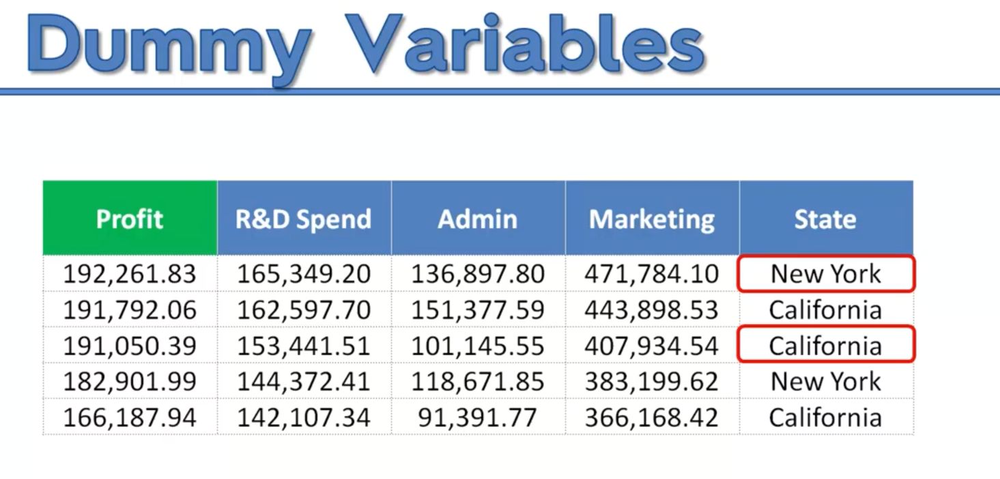 Dummy Variables
Profit R&D Spend Admin Marketing State
192,261.83 165,349.20 136,897.80 471,784.10 New York
191,792.06 162,597.70 151,377.59 443,898.53 California
191,050.39 153,441.51 101,145.55 407,934.54 California
182,901.99 144,372.41 118,671.85 383,199.62 New York
166,187.94 142,107.34 91,391.77 366,168.42 California